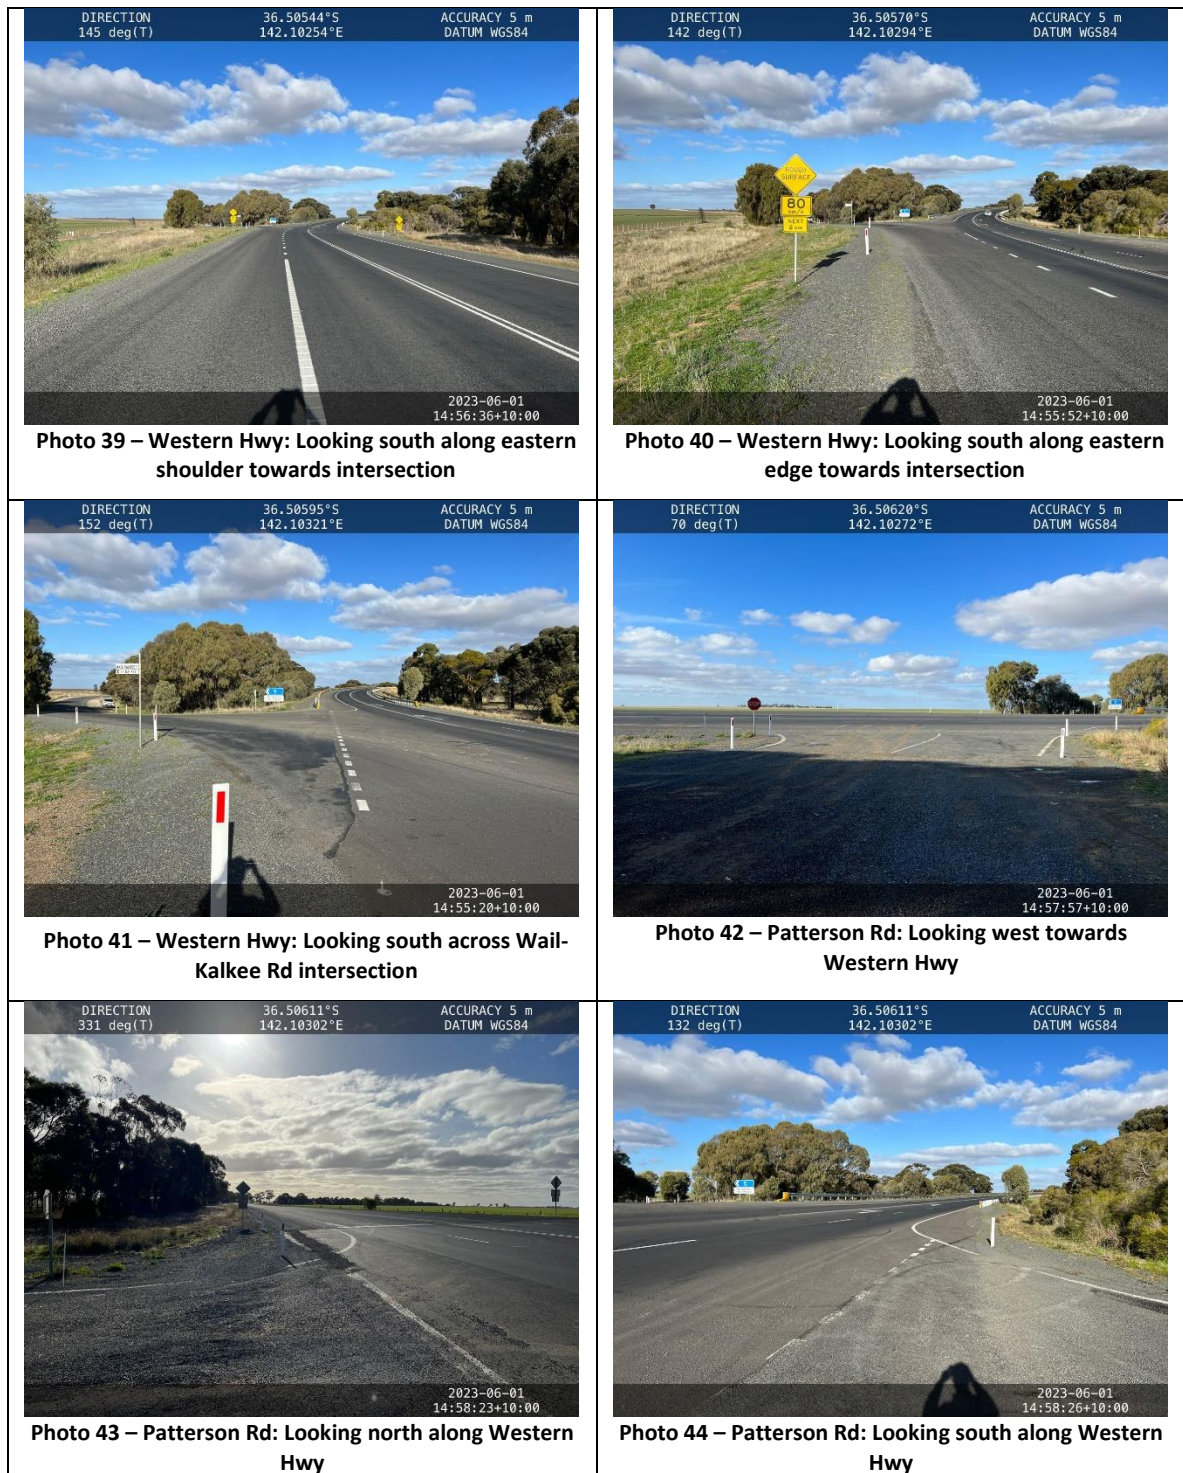 DIRECTION 36.50544°S ACCURACY 5 m
145 deg(T) 142.10254°E DATUM WGS84
2023-06-01
14:56:36+10:00
Photo 39 – Western Hwy: Looking south along eastern
shoulder towards intersection
DIRECTION 36.50570°S ACCURACY 5 m
142 deg(T) 142.10294°E DATUM WGS84
ROUGH
SURFACE
80
km/h
NEXT
2 km
2023-06-01
14:55:52+10:00
Photo 40 – Western Hwy: Looking south along eastern
edge towards intersection
DIRECTION 36.50595°S ACCURACY 5 m
152 deg(T) 142.10321°E DATUM WGS84
2023-06-01
14:55:20+10:00
Photo 41 – Western Hwy: Looking south across Wail-
Kalkee Rd intersection
DIRECTION 36.50620°S ACCURACY 5 m
70 deg(T) 142.10272°E DATUM WGS84
2023-06-01
14:57:57+10:00
Photo 42 – Patterson Rd: Looking west towards
Western Hwy
DIRECTION 36.50611°S ACCURACY 5 m
331 deg(T) 142.10302°E DATUM WGS84
2023-06-01
14:58:23+10:00
Photo 43 – Patterson Rd: Looking north along Western
Hwy
DIRECTION 36.50611°S ACCURACY 5 m
132 deg(T) 142.10302°E DATUM WGS84
2023-06-01
14:58:26+10:00
Photo 44 – Patterson Rd: Looking south along Western
Hwy